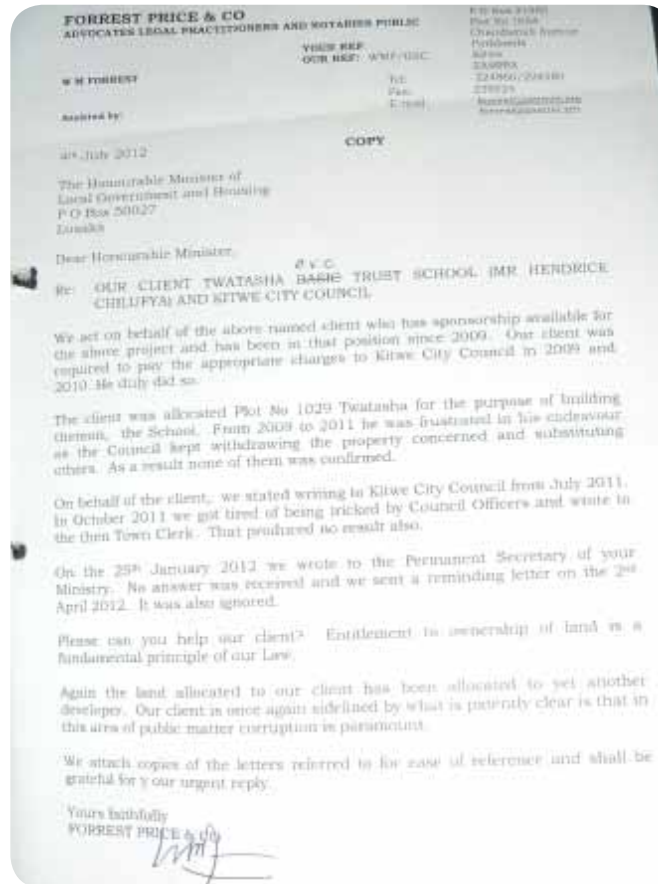 FORREST PRICE & CO
ADVOCATES LEGAL PRACTITIONERS AND NOTARIES PUBLIC
YOUR REF
OUR REF: WMF/GSC
Plot No
Chandamali Avenue
Parklands
Kitwe
ZAMBIA
W M FORREST
Tel:
Fax:
E-mail
Assisted by:
COPY
4th July 2012
The Honourable Minister of
Local Government and Housing
P O Box 50027
Lusaka
Dear Honourable Minister,
Re: OUR CLIENT TWATASHA BASIC TRUST SCHOOL (MR HENDRICE
CHILUFYA) AND KITWE CITY COUNCIL
We act on behalf of the above named client who has sponsorship available for
the above project and has been in that position since 2009. Our client was
required to pay the appropriate charges to Kitwe City Council in 2009 and
2010. He duly did so.
The client was allocated Plot No 1029 Twatasha for the purpose of building
thereon, the School. From 2009 to 2011 he was frustrated in his endeavour
as the Council kept withdrawing the property concerned and substituting
others. As a result none of them was confirmed.
On behalf of the client, we stated writing to Kitwe City Council from July 2011.
In October 2011 we got tired of being tricked by Council Officers and wrote to
the then Town Clerk. That produced no result also.
On the 25th January 2012 we wrote to the Permanent Secretary of your
Ministry. No answer was received and we sent a reminding letter on the 2nd
April 2012. It was also ignored.
Please can you help our client? Entitlement to ownership of land is a
fundamental principle of our Law.
Again the land allocated to our client has been allocated to yet another
developer. Our client is once again sidelined by what is patently clear is that in
this area of public matter corruption is paramount.
We attach copies of the letters referred to for ease of reference and shall be
grateful for y our urgent reply.
Yours faithfully
FORREST PRICE & CO